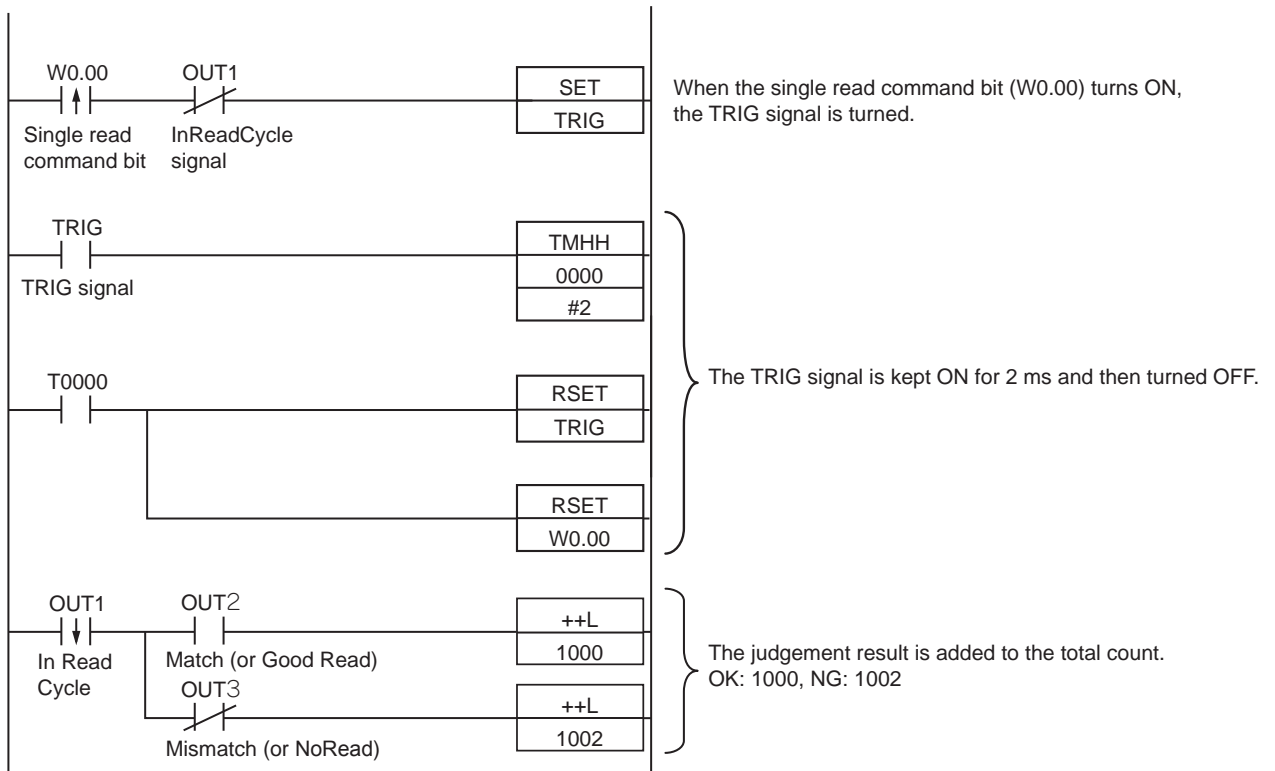 W0.00
OUT1
SET
TRIG
Single read
command bit
InReadCycle
signal
When the single read command bit (W0.00) turns ON,
the TRIG signal is turned.
TRIG
TRIG signal
TMHH
0000
#2
T0000
RSET
TRIG
RSET
W0.00
The TRIG signal is kept ON for 2 ms and then turned OFF.
OUT1
In Read
Cycle
OUT2
Match (or Good Read)
++L
1000
OUT3
Mismatch (or NoRead)
++L
1002
The judgement result is added to the total count.
OK: 1000, NG: 1002